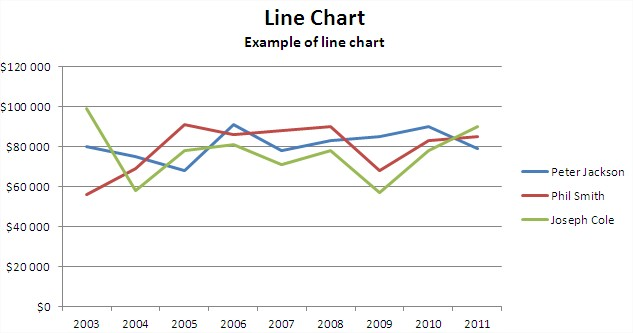 Line Chart
Example of line chart
$120 000
$100 000
$80 000
$60 000
$40 000
$20 000
$0
2003 2004 2005 2006 2007 2008 2009 2010 2011
Peter Jackson
Phil Smith
Joseph Cole